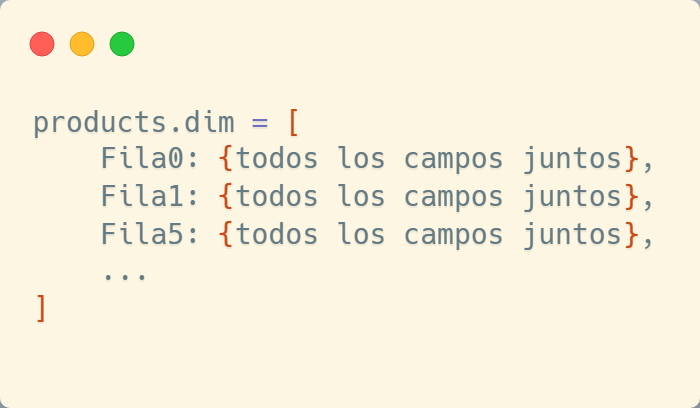 products.dim = [
    Fila0: {todos los campos juntos},
    Fila1: {todos los campos juntos},
    Fila5: {todos los campos juntos},
    ...
]